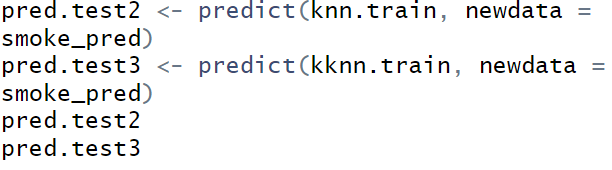 pred.test2 <- predict(knn.train, newdata =
smoke_pred)
pred.test3 <- predict(kknn.train, newdata =
smoke_pred)
pred.test2
pred.test3